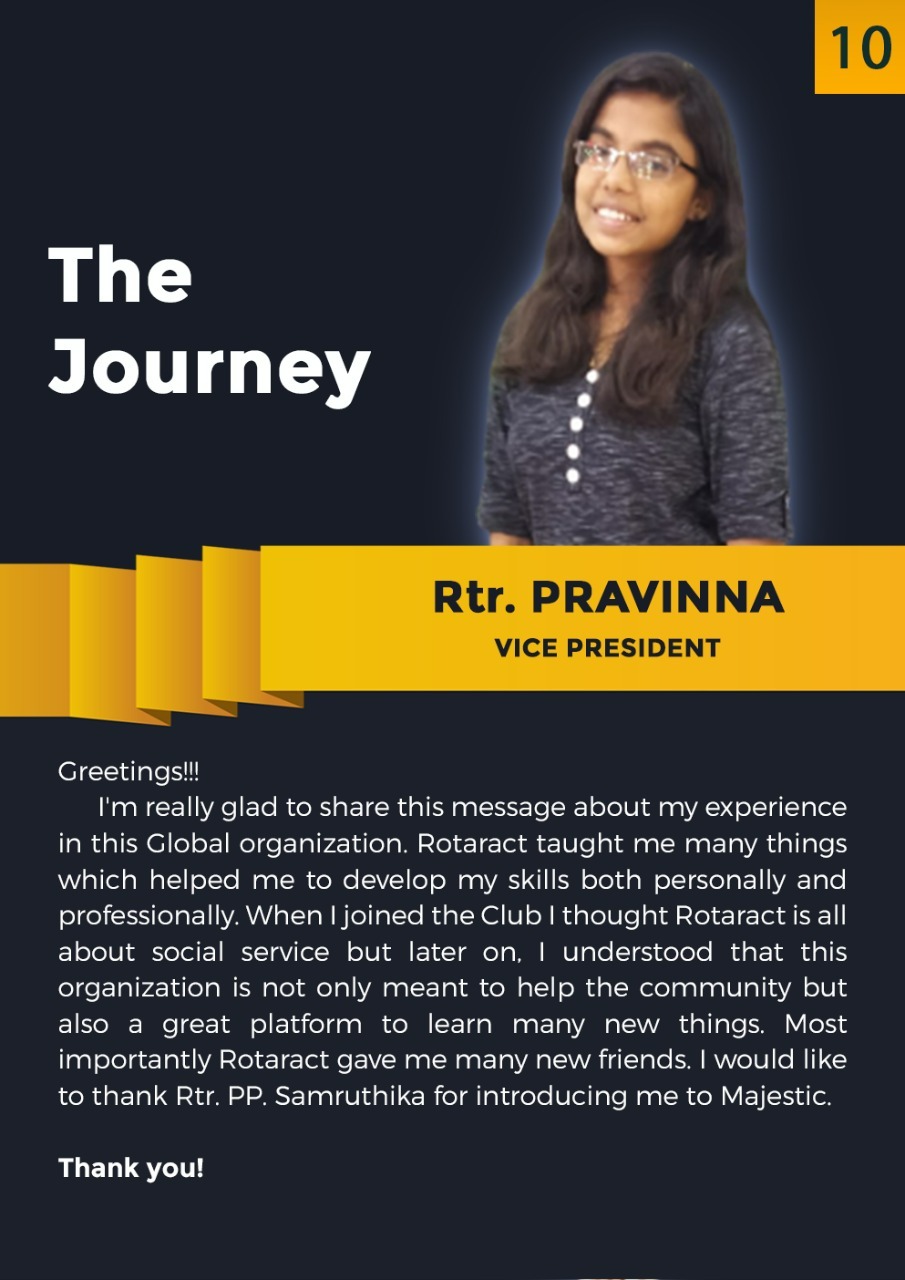 10
The
Journey
Rtr. PRAVINNA
VICE PRESIDENT
Greetings!!!
I'm really glad to share this message about my experience
in this Global organization. Rotaract taught me many things
which helped me to develop my skills both personally and
professionally. When I joined the Club I thought Rotaract is all
about social service but later on, I understood that this
organization is not only meant to help the community but
also a great platform to learn many new things. Most
importantly Rotaract gave me many new friends. I would like
to thank Rtr. PP. Samruthika for introducing me to Majestic.
Thank you!